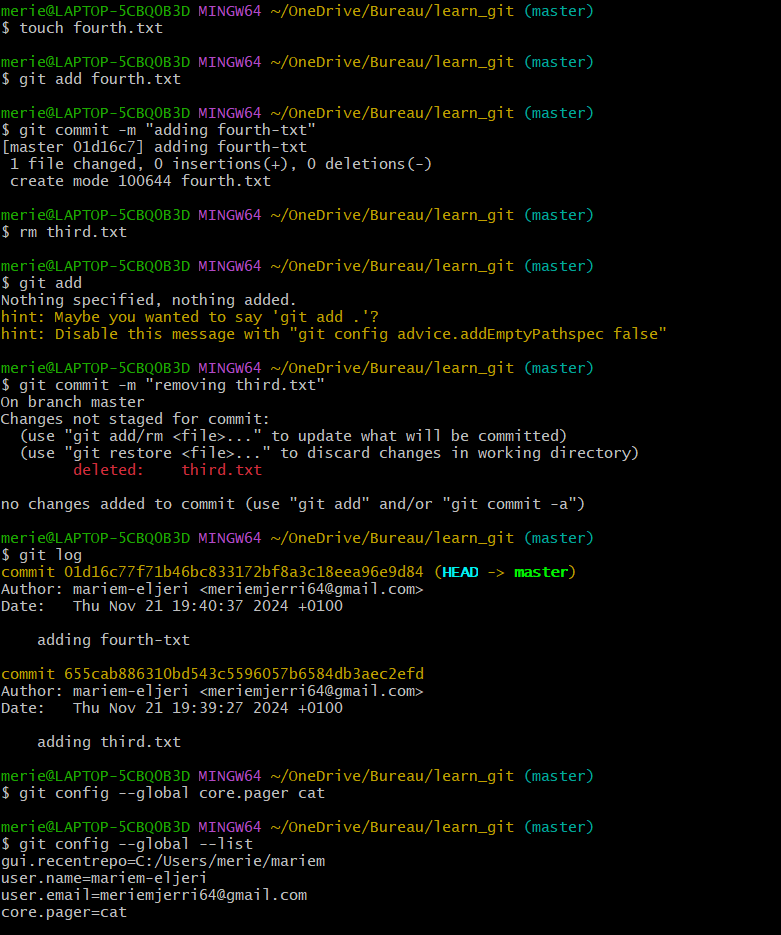 merie@LAPTOP-5CBQ0B3D MINGW64 ~/OneDrive/Bureau/learn_git (master)
$ touch fourth.txt
merie@LAPTOP-5CBQ0B3D MINGW64 ~/OneDrive/Bureau/learn_git (master)
$ git add fourth.txt
merie@LAPTOP-5CBQ0B3D MINGW64 ~/OneDrive/Bureau/learn_git (master)
$ git commit -m "adding fourth-txt"
[master 01d16c7] adding fourth-txt
 1 file changed, 0 insertions(+), 0 deletions(-)
 create mode 100644 fourth.txt
merie@LAPTOP-5CBQ0B3D MINGW64 ~/OneDrive/Bureau/learn_git (master)
$ rm third.txt
merie@LAPTOP-5CBQ0B3D MINGW64 ~/OneDrive/Bureau/learn_git (master)
$ git add
Nothing specified, nothing added.
hint: Maybe you wanted to say 'git add .'?
hint: Disable this message with "git config advice.addEmptyPathspec false"
merie@LAPTOP-5CBQ0B3D MINGW64 ~/OneDrive/Bureau/learn_git (master)
$ git commit -m "removing third.txt"
On branch master
Changes not staged for commit:
  (use "git add/rm <file>..." to update what will be committed)
  (use "git restore <file>..." to discard changes in working directory)
        deleted:    third.txt
no changes added to commit (use "git add" and/or "git commit -a")
merie@LAPTOP-5CBQ0B3D MINGW64 ~/OneDrive/Bureau/learn_git (master)
$ git log
commit 01d16c77f71b46bc833172bf8a3c18eea96e9d84 (HEAD -> master)
Author: mariem-eljeri <meriemjerri64@gmail.com>
Date:   Thu Nov 21 19:40:37 2024 +0100
    adding fourth-txt
commit 655cab886310bd543c5596057b6584db3aec2efd
Author: mariem-eljeri <meriemjerri64@gmail.com>
Date:   Thu Nov 21 19:39:27 2024 +0100
    adding third.txt
merie@LAPTOP-5CBQ0B3D MINGW64 ~/OneDrive/Bureau/learn_git (master)
$ git config --global core.pager cat
merie@LAPTOP-5CBQ0B3D MINGW64 ~/OneDrive/Bureau/learn_git (master)
$ git config --global --list
gui.recentrepo=C:/Users/merie/mariem
user.name=mariem-eljeri
user.email=meriemjerri64@gmail.com
core.pager=cat